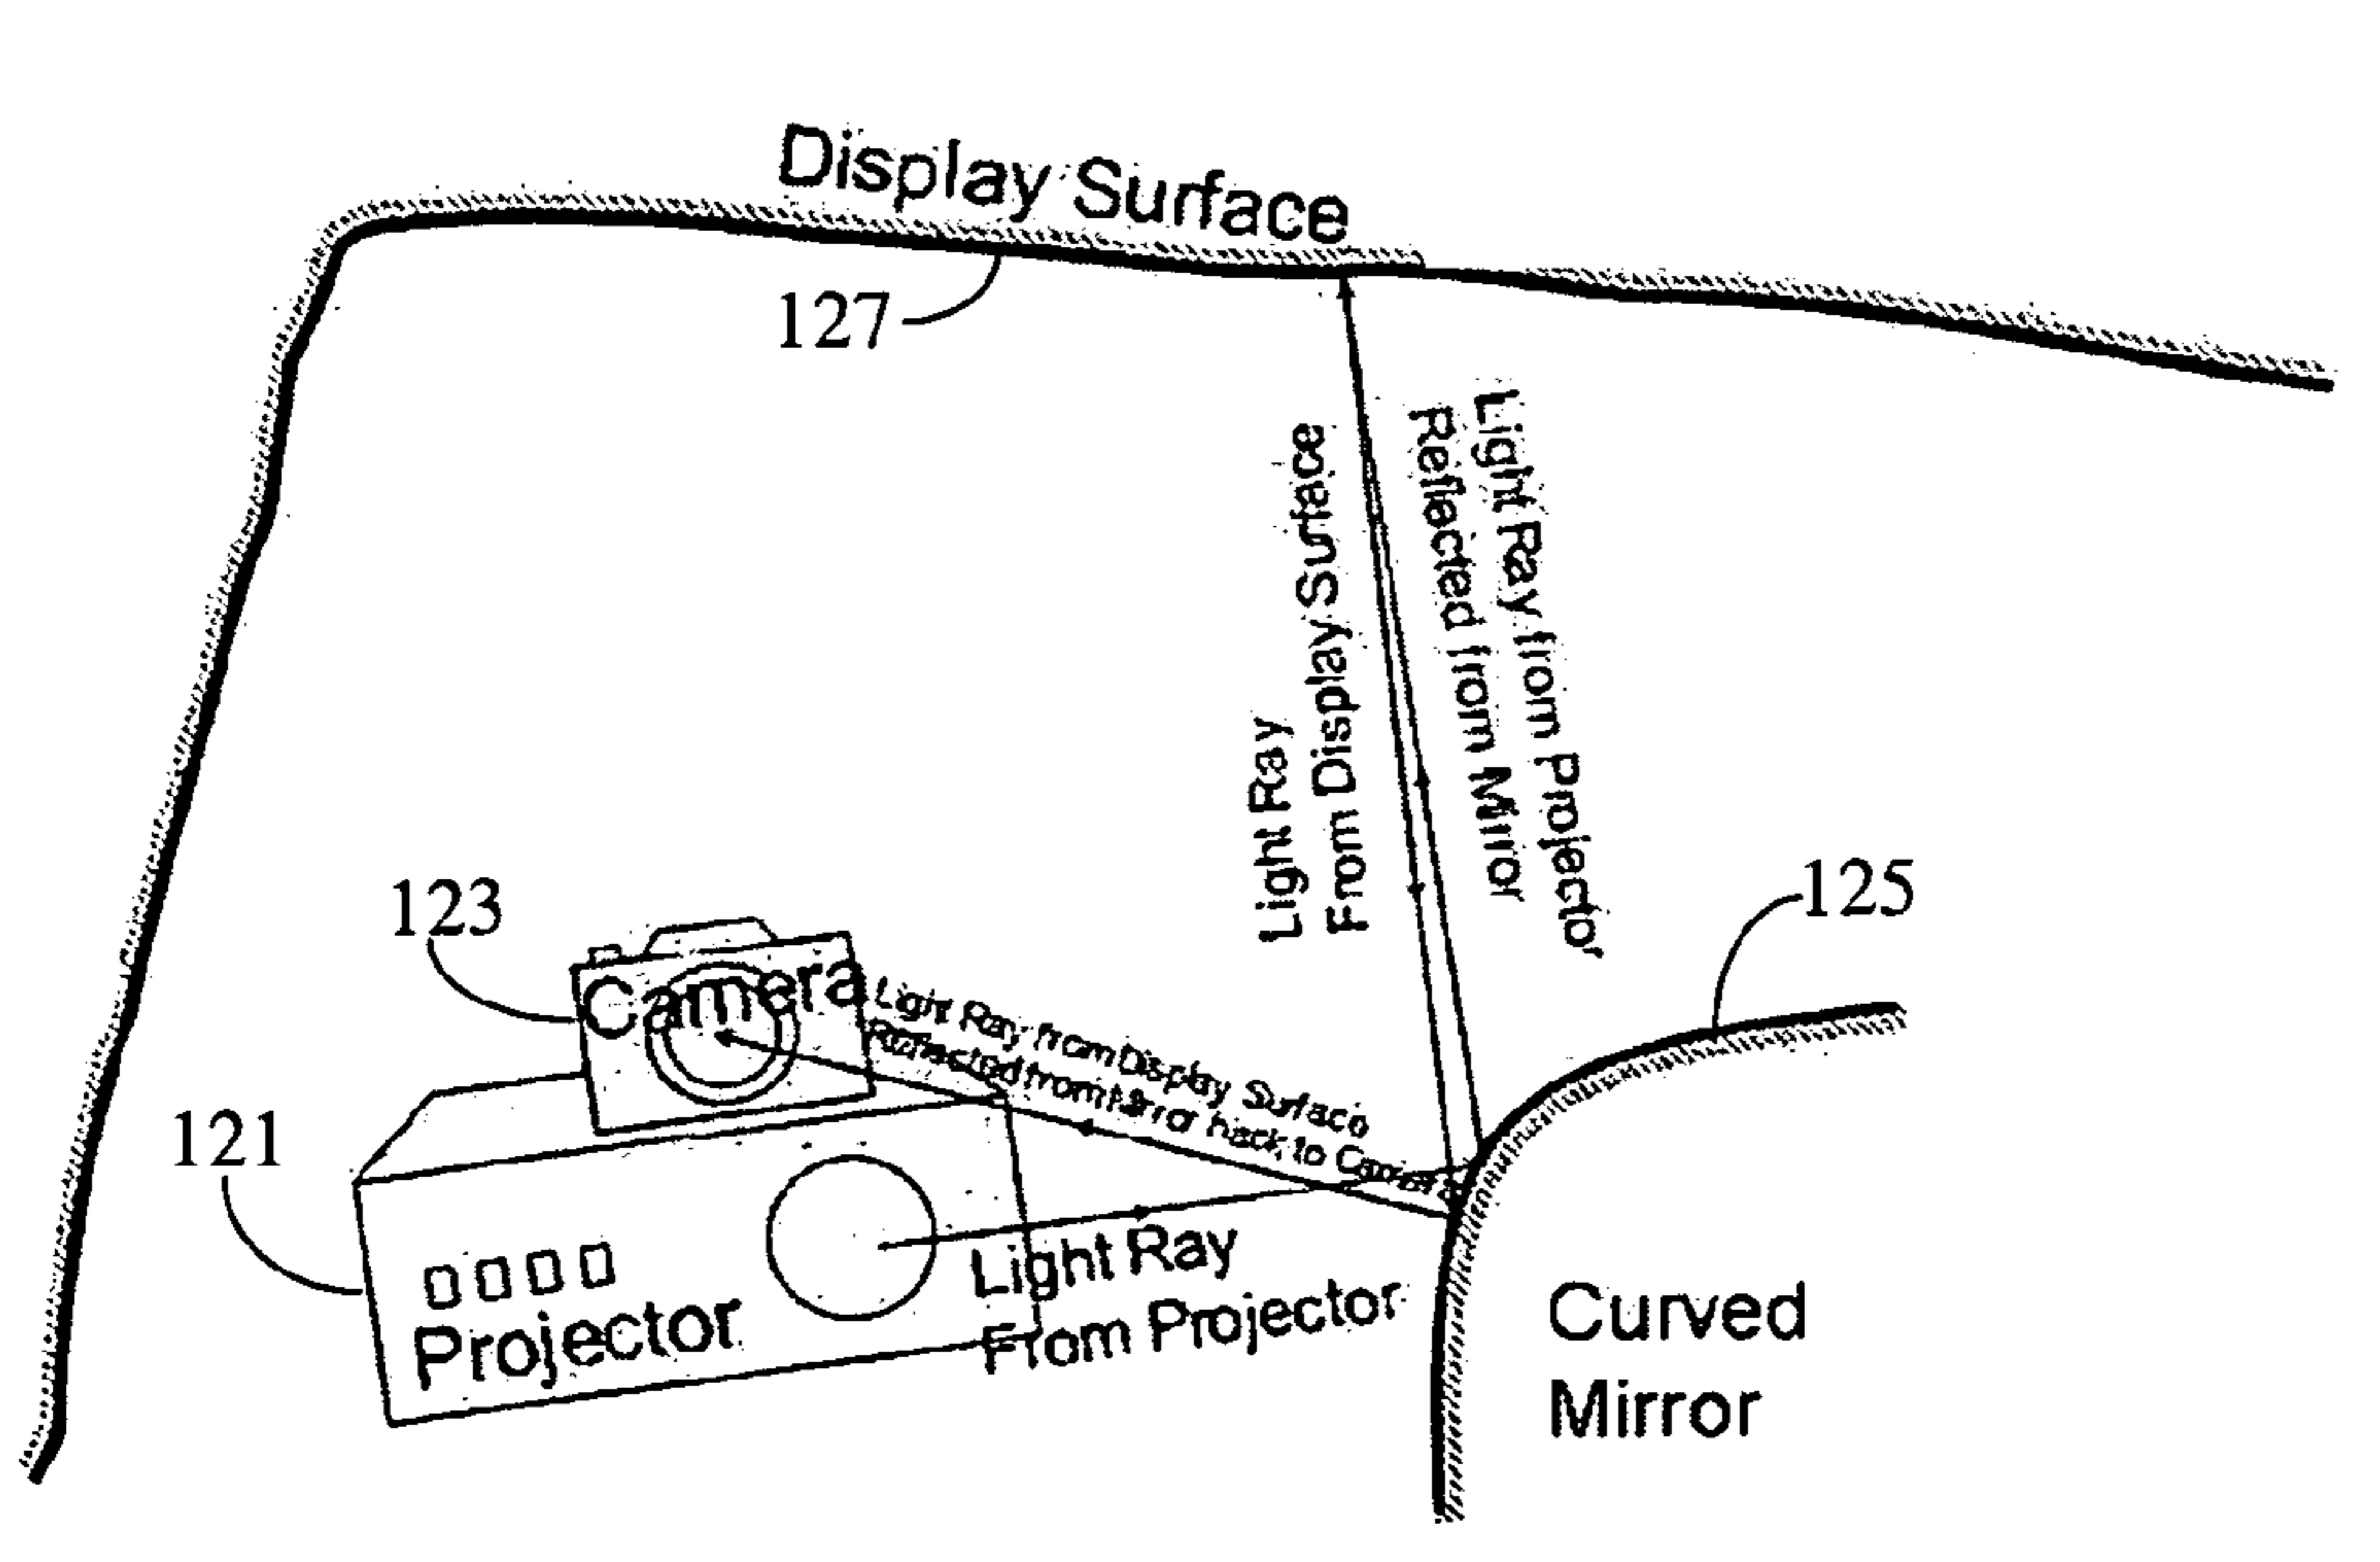 Display Surface
127
Light Ray from Projector
Reflected from Mirror
Light Ray
From Display Surface
125
123
Camera
Light Ray from Display Surface
Reflected from Mirror back to Camera
121
Light Ray
From Projector
Projector
Curved
Mirror